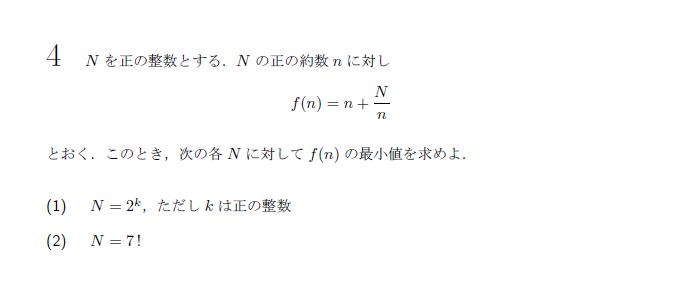 4 N を正の整数とする. N の正の約数 n に対し
f(n) = n + \frac{N}{n}
とおく. このとき, 次の各 N に対して f(n) の最小値を求めよ.
(1) N = 2^k, ただし k は正の整数
(2) N = 7!